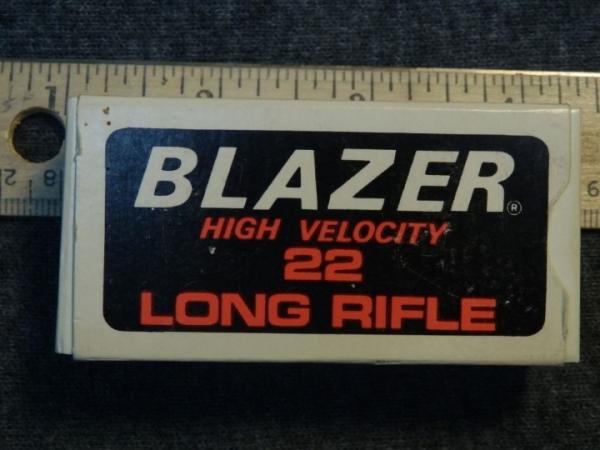 BLAZER®
HIGH VELOCITY
22
LONG RIFLE